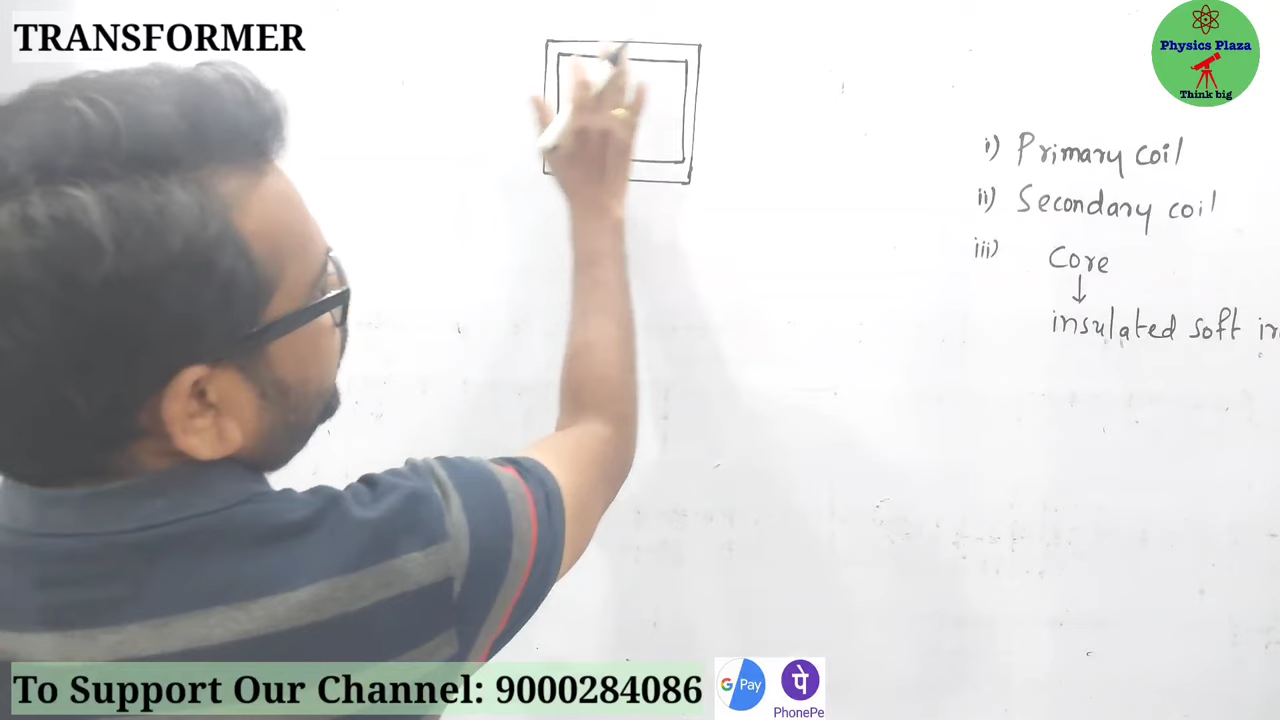 TRANSFORMER
Physics Plaza
Think big
i) Primary coil
ii) Secondary coil
iii) Core
↓
insulated soft
To Support Our Channel: 9000284086
G Pay
पे
PhonePe